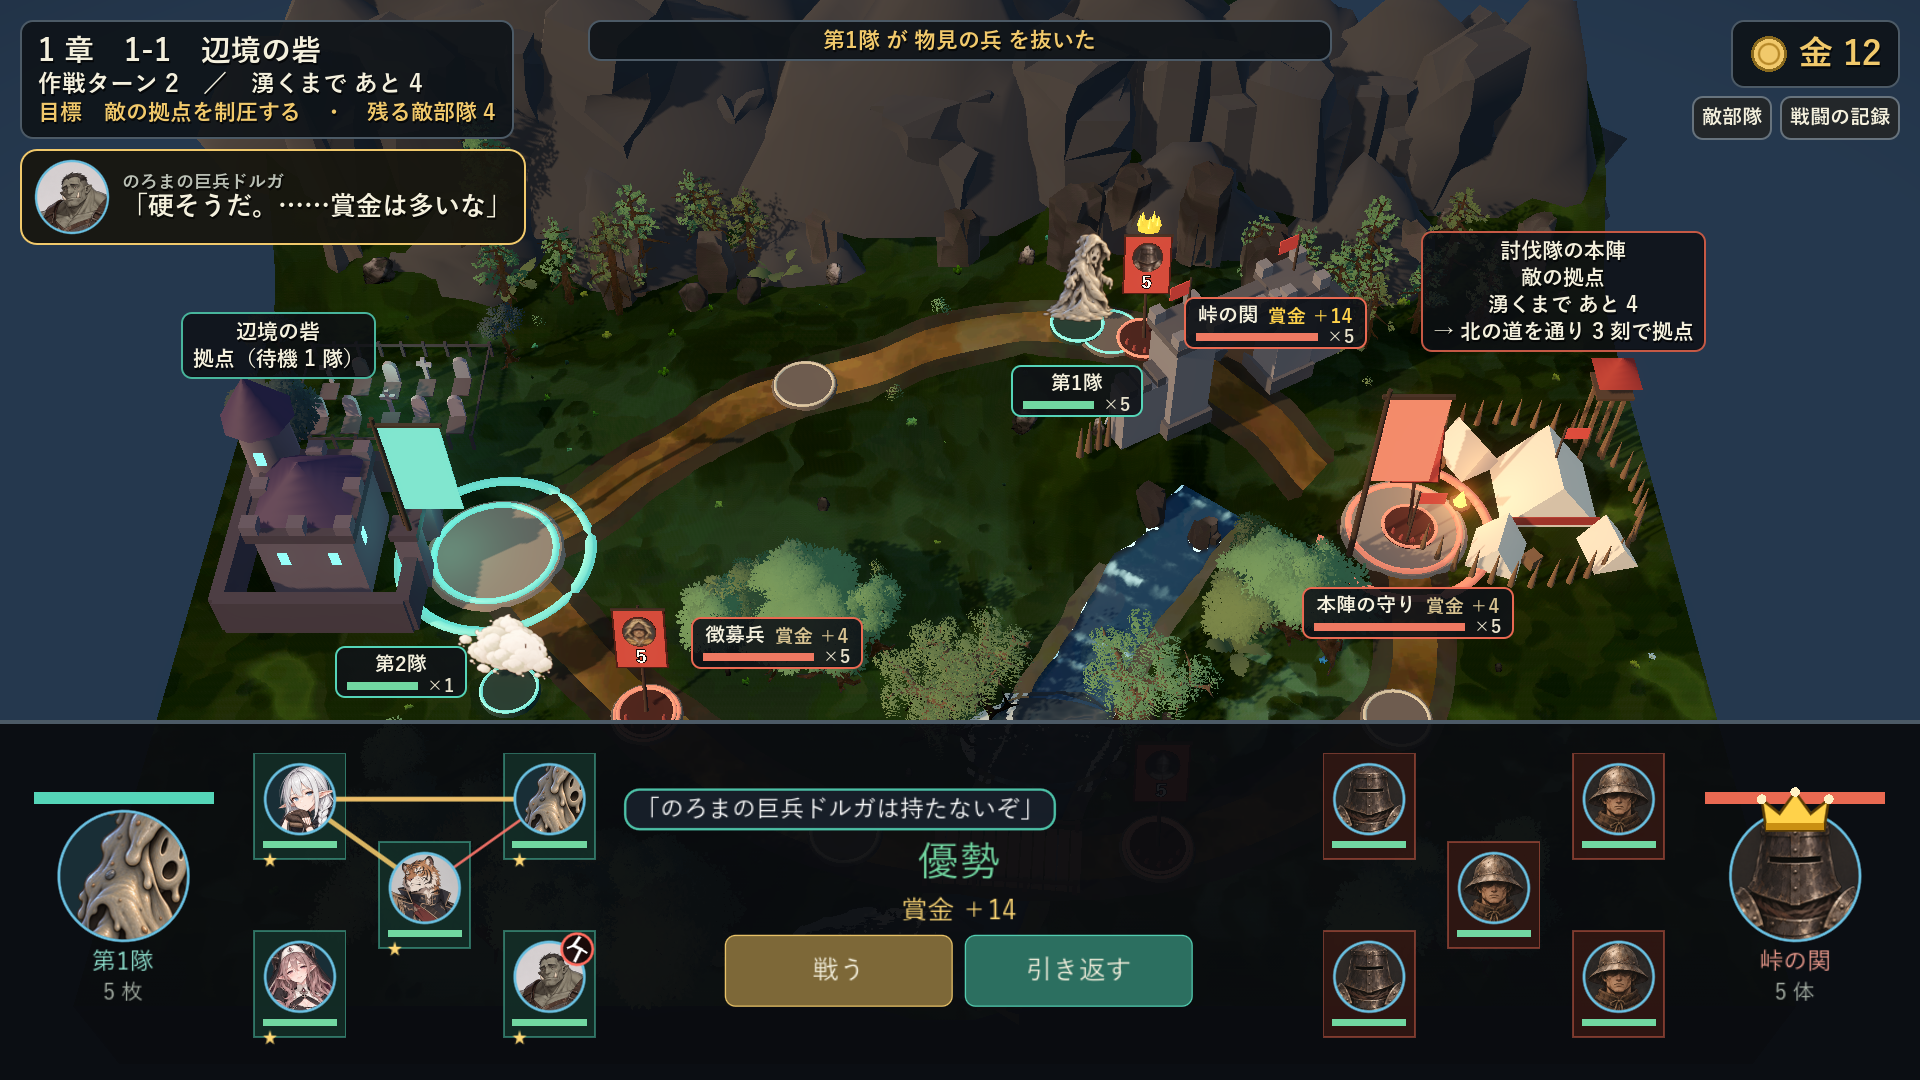 1 章　1-1　辺境の砦
作戦ターン 2　／　湧くまで あと 4
目標　敵の拠点を制圧する　・　残る敵部隊 4
第1隊 が 物見の兵 を抜いた
金 12
敵部隊
戦闘の記録
のろまの巨兵ドルガ
「硬そうだ。……賞金は多いな」
辺境の砦
拠点（待機 1 隊）
5
峠の関 賞金 +14
×5
討伐隊の本陣
敵の拠点
湧くまで あと 4
→ 北の道を通り 3 刻で拠点
第1隊
×5
第2隊
×1
5
徴募兵 賞金 +4
×5
本陣の守り 賞金 +4
×5
5
第1隊
5 枚
「のろまの巨兵ドルガは持たないぞ」
優勢
賞金 +14
戦う
引き返す
峠の関
5 体